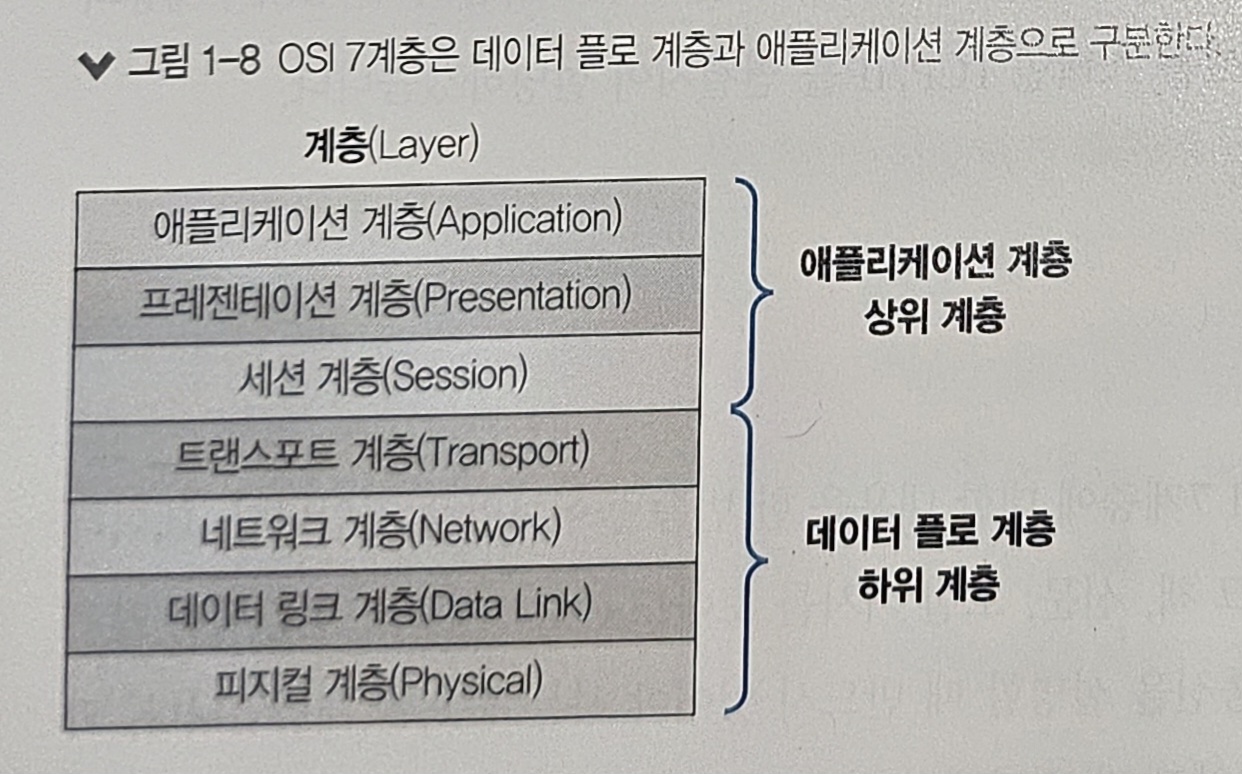 그림 1-8 OSI 7계층은 데이터 플로 계층과 애플리케이션 계층으로 구분한다.
계층(Layer)
애플리케이션 계층(Application)
프레젠테이션 계층(Presentation)
세션 계층(Session)
트랜스포트 계층(Transport)
네트워크 계층(Network)
데이터 링크 계층(Data Link)
피지컬 계층(Physical)
애플리케이션 계층
상위 계층
데이터 플로 계층
하위 계층